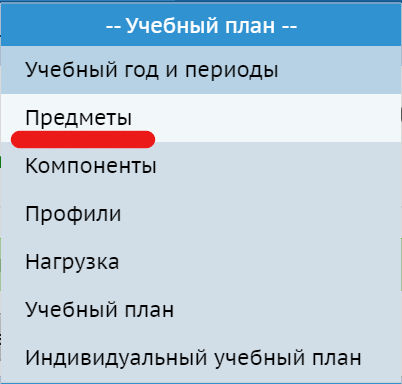 -- Учебный план --
Учебный год и периоды
Предметы
Компоненты
Профили
Нагрузка
Учебный план
Индивидуальный учебный план